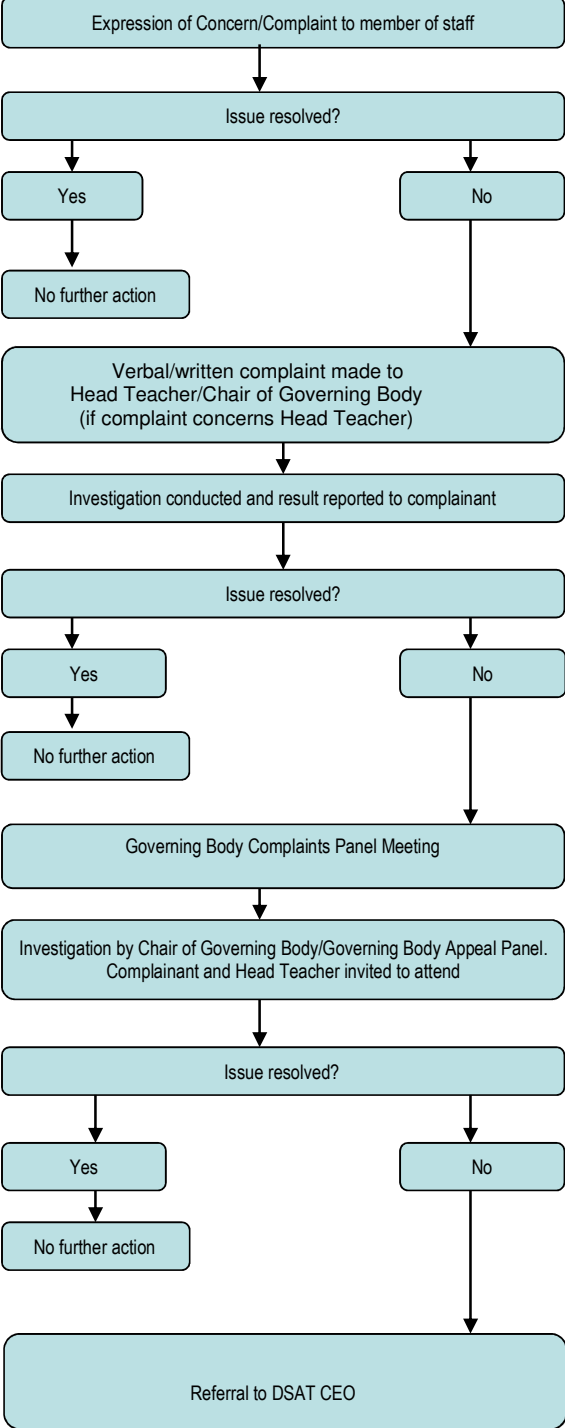 Expression of Concern/Complaint to member of staff
Issue resolved?
Yes
No
No further action
Verbal/written complaint made to
Head Teacher/Chair of Governing Body
(if complaint concerns Head Teacher)
Investigation conducted and result reported to complainant
Issue resolved?
Yes
No
No further action
Governing Body Complaints Panel Meeting
Investigation by Chair of Governing Body/Governing Body Appeal Panel.
Complainant and Head Teacher invited to attend
Issue resolved?
Yes
No
No further action
Referral to DSAT CEO